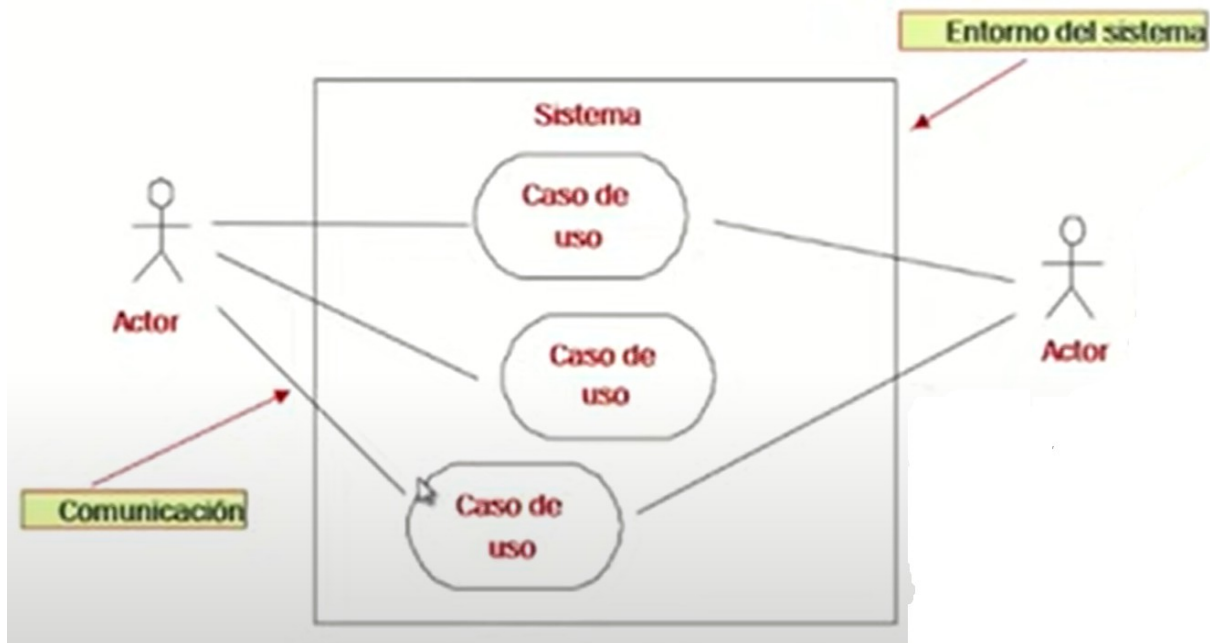 Entorno del sistema
Sistema
Caso de
uso
Actor
Caso de
uso
Actor
Comunicación
Caso de
uso